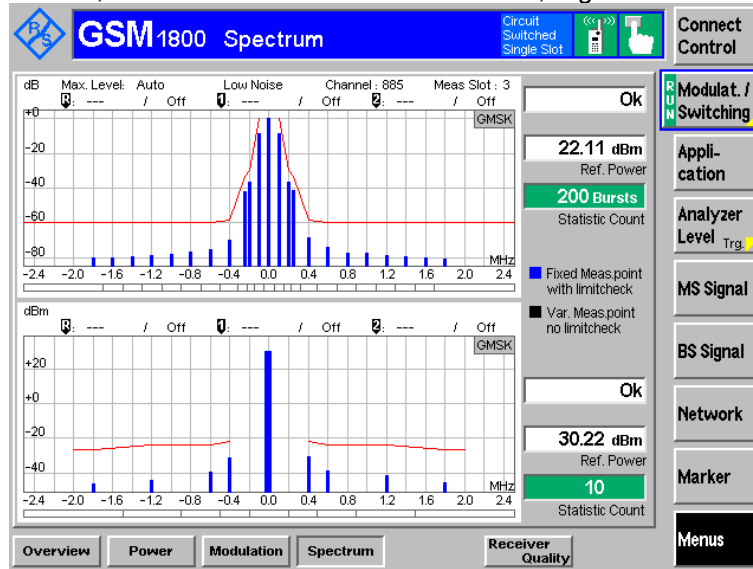 R&S
GSM1800 Spectrum
Circuit Switched Single Slot
Connect Control
dB Max. Level: Auto Low Noise Channel : 885 Meas Slot : 3
R: --- / Off 1: --- / Off 2: --- / Off
GMSK
+0
-20
-40
-60
-80
MHz
-2.4 -2.0 -1.6 -1.2 -0.8 -0.4 0.0 0.4 0.8 1.2 1.6 2.0 2.4
Ok
22.11 dBm
Ref. Power
200 Bursts
Statistic Count
Fixed Meas.point
with limitcheck
Var. Meas.point
no limitcheck
dBm
R: --- / Off 1: --- / Off 2: --- / Off
GMSK
+20
+0
-20
-40
MHz
-2.4 -2.0 -1.6 -1.2 -0.8 -0.4 0.0 0.4 0.8 1.2 1.6 2.0 2.4
Ok
30.22 dBm
Ref. Power
10
Statistic Count
RUN
Modulat. /
Switching
Appli-
cation
Analyzer
Level Trg.
MS Signal
BS Signal
Network
Marker
Menus
Overview Power Modulation Spectrum Receiver Quality